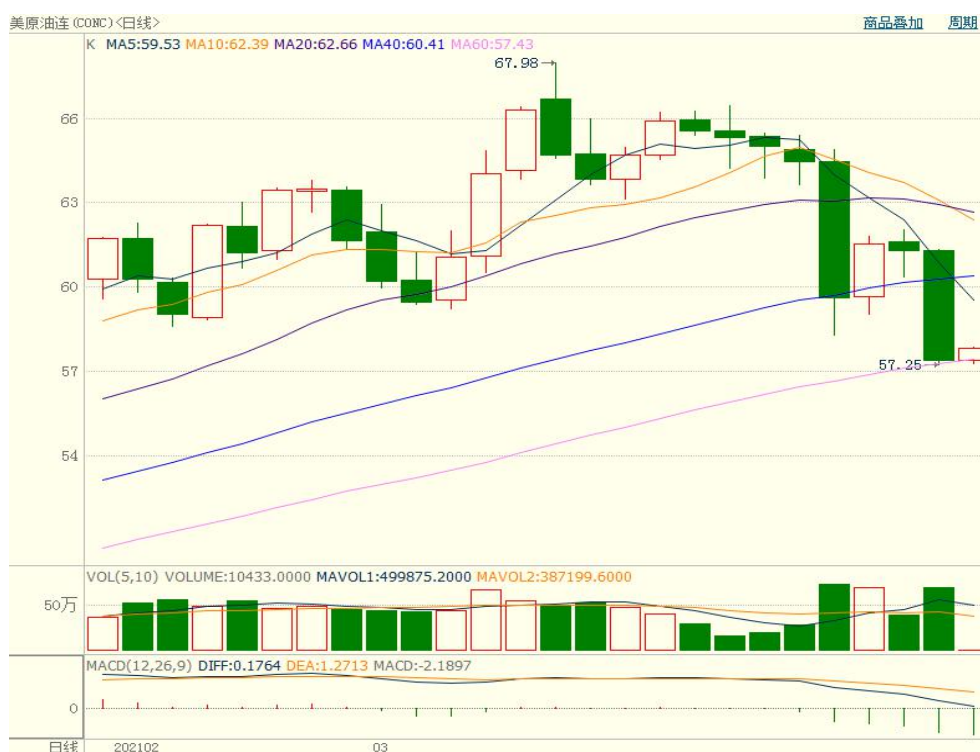 美原油连(CONC)<日线> 商品叠加 周期
K MA5:59.53 MA10:62.39 MA20:62.66 MA40:60.41 MA60:57.43
67.98
66
63
60
57.25
57
54
VOL(5,10) VOLUME:10433.0000 MAVOL1:499875.2000 MAVOL2:387199.6000
50万
MACD(12,26,9) DIFF:0.1764 DEA:1.2713 MACD:-2.1897
0
日线 202102 03